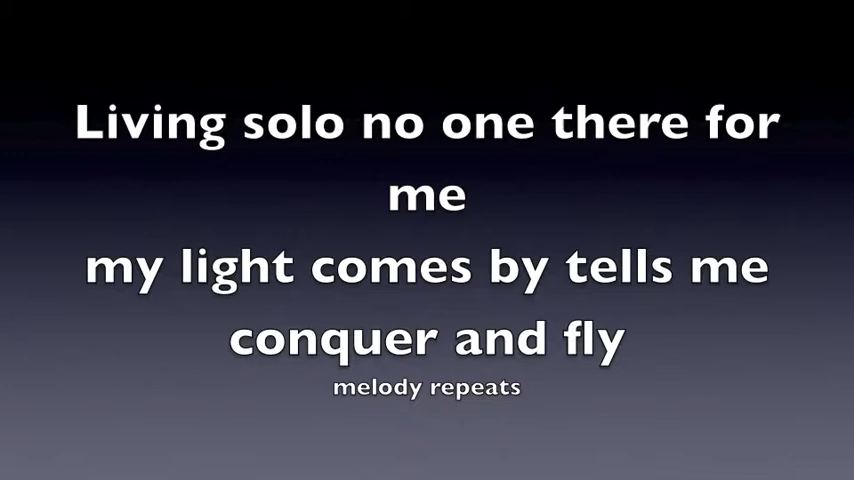 Living solo no one there for
me
my light comes by tells me
conquer and fly
melody repeats